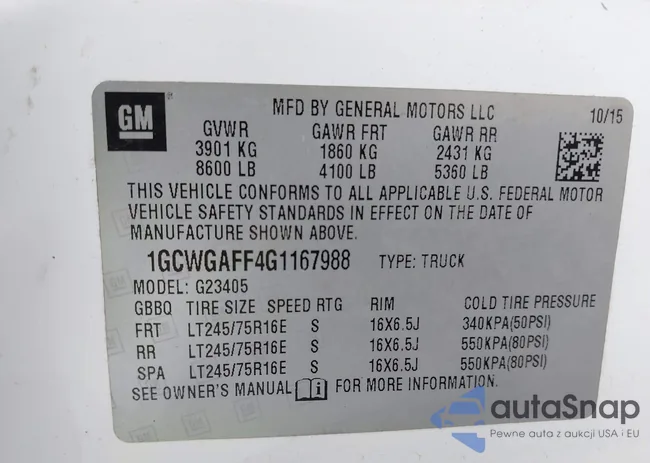 GM
MFD BY GENERAL MOTORS LLC 10/15
GVWR GAWR FRT GAWR RR
3901 KG 1860 KG 2431 KG
8600 LB 4100 LB 5360 LB
THIS VEHICLE CONFORMS TO ALL APPLICABLE U.S. FEDERAL MOTOR
VEHICLE SAFETY STANDARDS IN EFFECT ON THE DATE OF
MANUFACTURE SHOWN ABOVE.
1GCWGAFF4G1167988 TYPE: TRUCK
MODEL: G23405
GBBQ TIRE SIZE SPEED RTG RIM COLD TIRE PRESSURE
FRT LT245/75R16E S 16X6.5J 340KPA(50PSI)
RR LT245/75R16E S 16X6.5J 550KPA(80PSI)
SPA LT245/75R16E S 16X6.5J 550KPA(80PSI)
SEE OWNER'S MANUAL FOR MORE INFORMATION.
autaSnap
Pewne auta z aukcji USA i EU